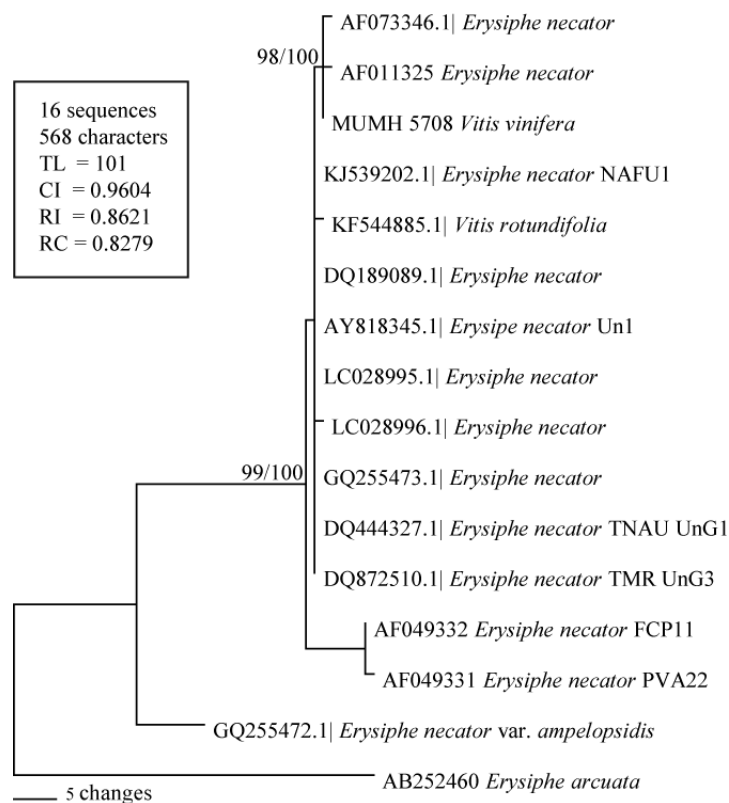 AF073346.1| Erysiphe necator
98/100
AF011325 Erysiphe necator
16 sequences
568 characters
TL = 101
CI = 0.9604
RI = 0.8621
RC = 0.8279
MUMH 5708 Vitis vinifera
KJ539202.1| Erysiphe necator NAFU1
KF544885.1| Vitis rotundifolia
DQ189089.1| Erysiphe necator
AY818345.1| Erysipe necator Un1
LC028995.1| Erysiphe necator
LC028996.1| Erysiphe necator
99/100
GQ255473.1| Erysiphe necator
DQ444327.1| Erysiphe necator TNAU UnG1
DQ872510.1| Erysiphe necator TMR UnG3
AF049332 Erysiphe necator FCP11
AF049331 Erysiphe necator PVA22
GQ255472.1| Erysiphe necator var. ampelopsidis
AB252460 Erysiphe arcuata
5 changes